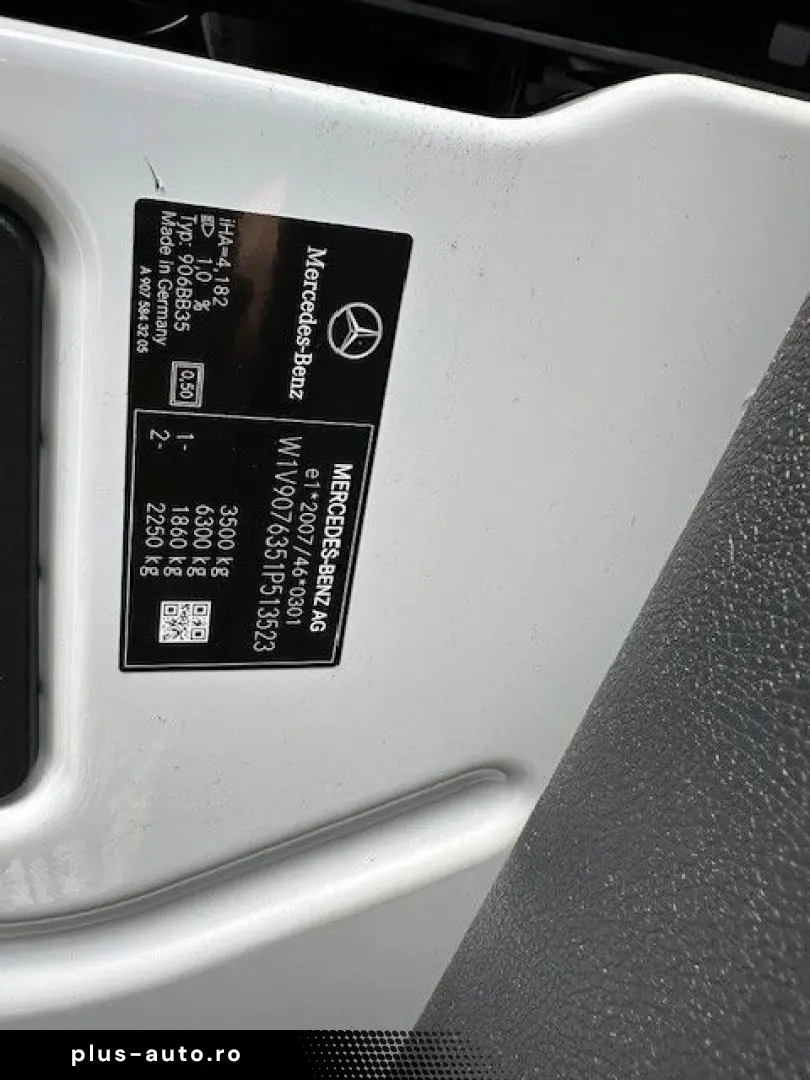 Mercedes-Benz
iHA=4,182
1,0 %
Typ: 906BB35
Made in Germany
A 907 584 32 05
0,50
MERCEDES-BENZ AG
e1*2007/46*0301
W1V9076351P513523
3500 kg
6300 kg
1- 1860 kg
2- 2250 kg
plus-auto.ro